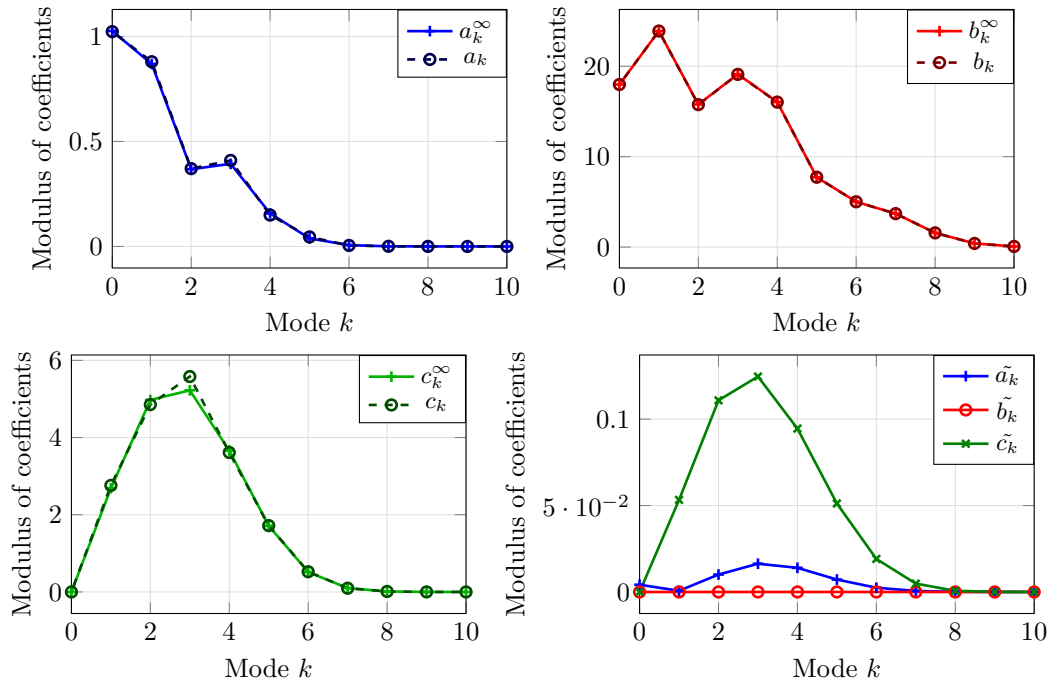 Modulus of coefficients
1
0.5
0
0 2 4 6 8 10
Mode k
a_k^∞
a_k
Modulus of coefficients
20
10
0
0 2 4 6 8 10
Mode k
b_k^∞
b_k
Modulus of coefficients
6
4
2
0
0 2 4 6 8 10
Mode k
c_k^∞
c_k
Modulus of coefficients
0.1
5 · 10^−2
0
0 2 4 6 8 10
Mode k
ã_k
b̃_k
c̃_k